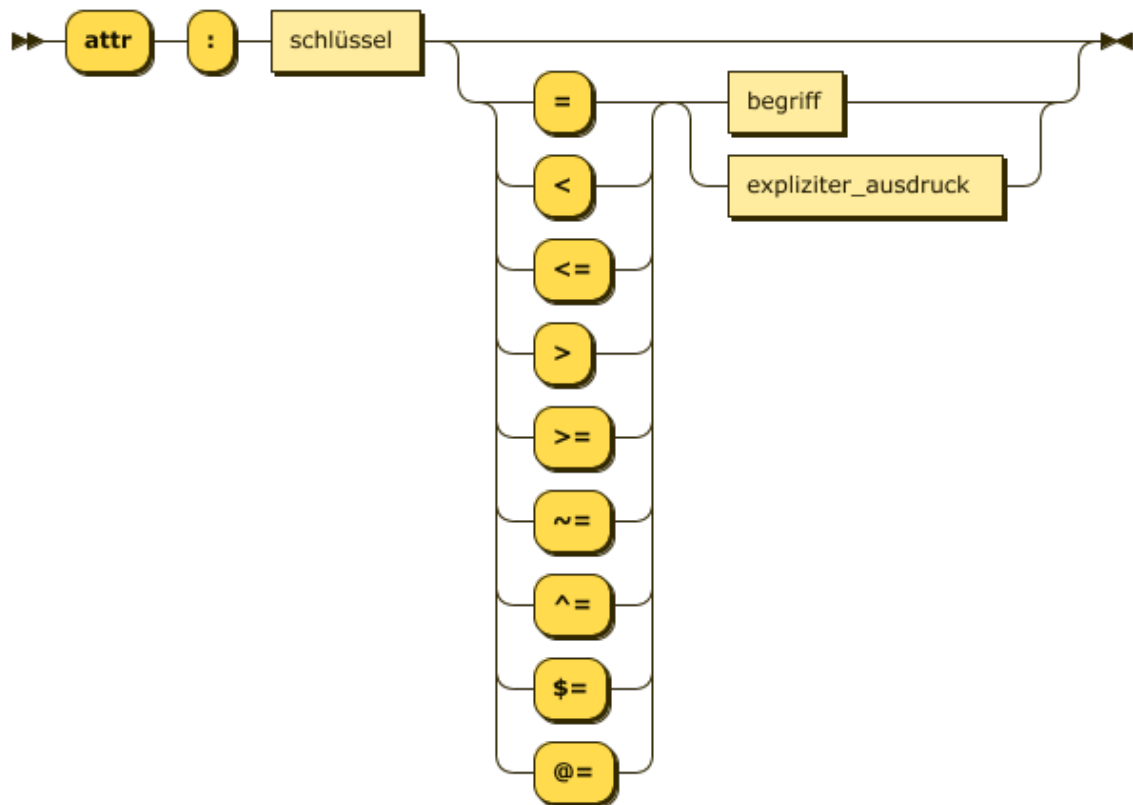 attr : schlüssel
= begriff
< expliziter_ausdruck
<=
>
>=
~=
^=
$=
@=